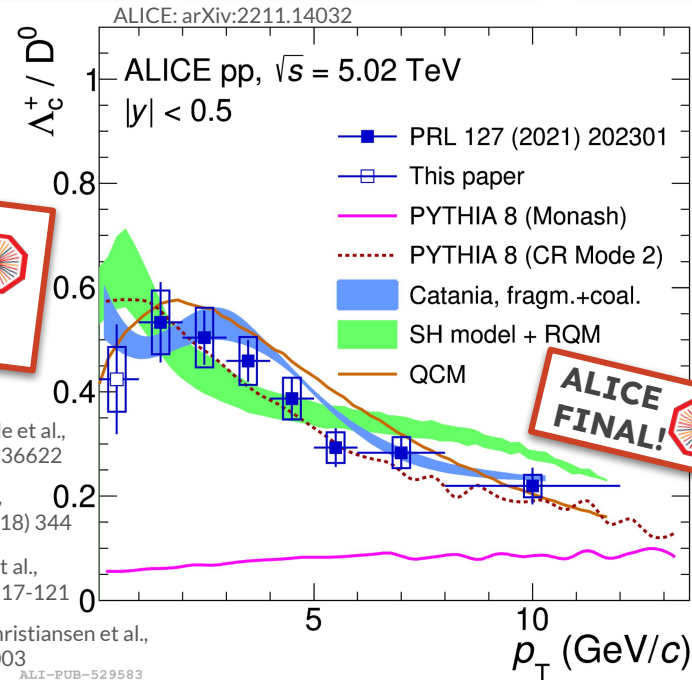 ALICE: arXiv:2211.14032
Λc+ / D0
ALICE pp, √s = 5.02 TeV
|y| < 0.5
PRL 127 (2021) 202301
This paper
PYTHIA 8 (Monash)
PYTHIA 8 (CR Mode 2)
Catania, fragm.+coal.
SH model + RQM
QCM
1
0.8
0.6
0.4
0.2
0
5
10
pT (GeV/c)
ALICE
FINAL!
le et al.,
36622
18) 344
t al.,
17-121
hristiansen et al.,
003
ALI-PUB-529583